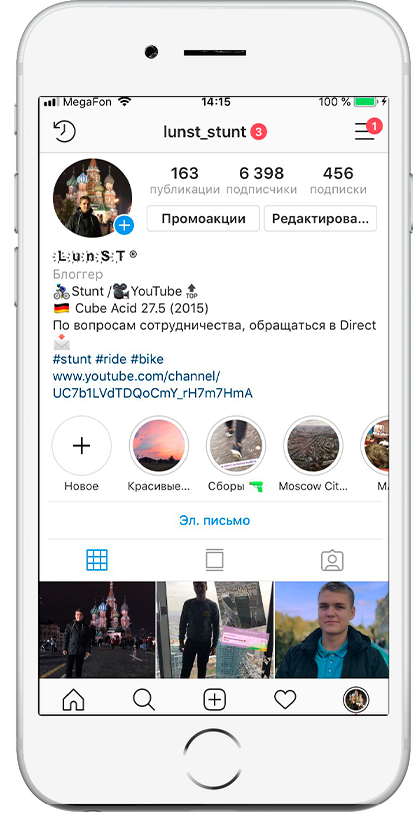 MegaFon 14:15 100 %
lunst_stunt 3 1
163 6 398 456
публикации подписчики подписки
Промоакции Редактирова...
L u n S T ®
Блоггер
Stunt / YouTube TOP
Cube Acid 27.5 (2015)
По вопросам сотрудничества, обращаться в Direct
#stunt #ride #bike
www.youtube.com/channel/
UC7b1LVdTDQoCmY_rH7m7HmA
Новое Красивые... Сборы Moscow Cit... М
Эл. письмо